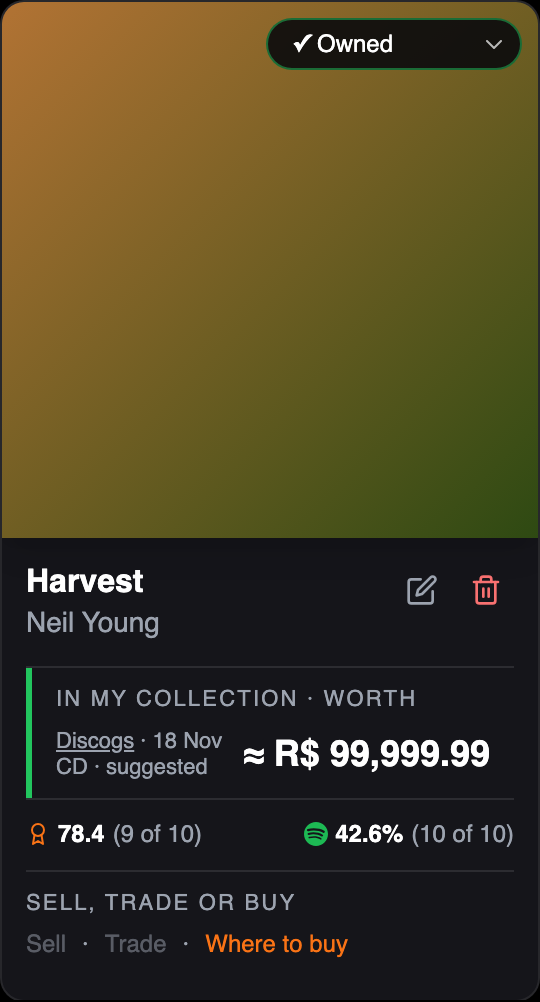 ✓ Owned
Harvest
Neil Young
IN MY COLLECTION · WORTH
Discogs · 18 Nov
CD · suggested
≈ R$ 99,999.99
78.4 (9 of 10) 42.6% (10 of 10)
SELL, TRADE OR BUY
Sell · Trade · Where to buy